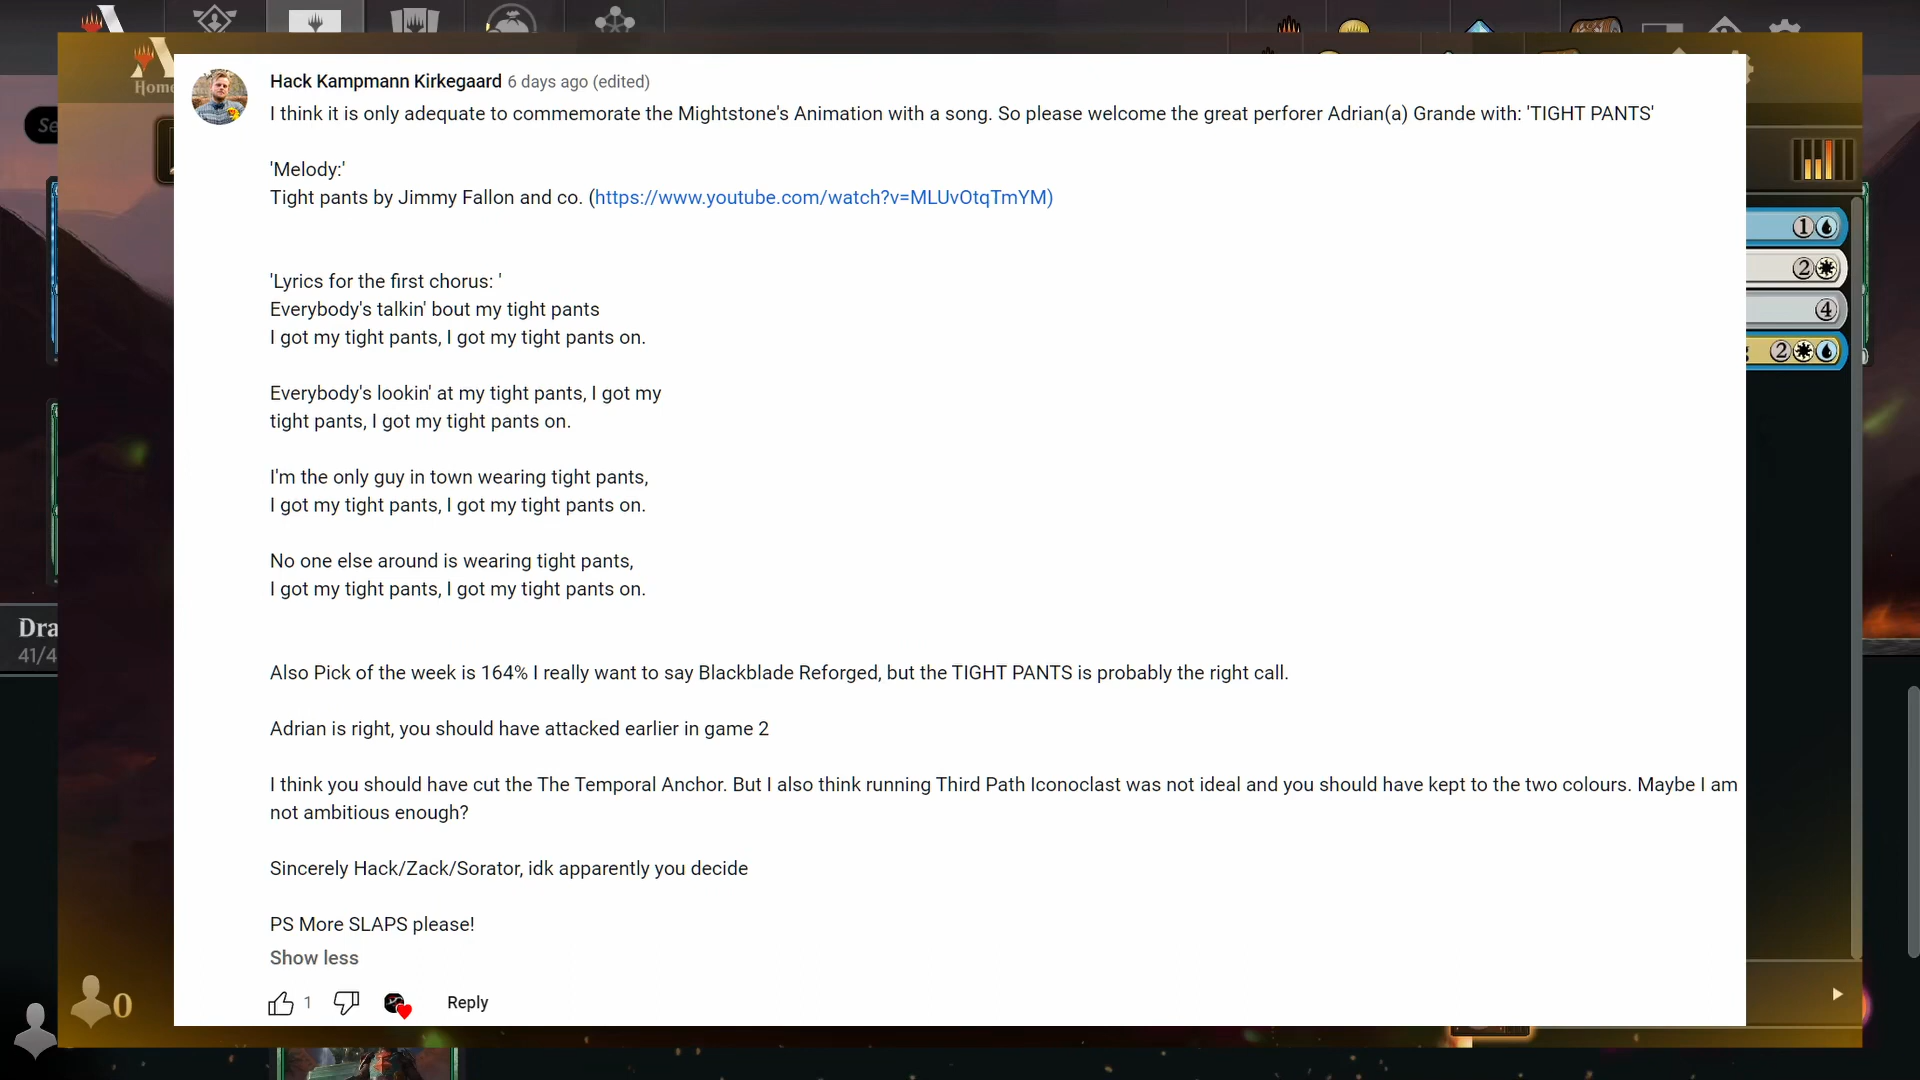 Home
Se
Hack Kampmann Kirkegaard 6 days ago (edited)
I think it is only adequate to commemorate the Mightstone's Animation with a song. So please welcome the great perforer Adrian(a) Grande with: 'TIGHT PANTS'
'Melody:'
Tight pants by Jimmy Fallon and co. (https://www.youtube.com/watch?v=MLUvOtqTmYM)
1
2
4
2
'Lyrics for the first chorus: '
Everybody's talkin' bout my tight pants
I got my tight pants, I got my tight pants on.
Everybody's lookin' at my tight pants, I got my
tight pants, I got my tight pants on.
I'm the only guy in town wearing tight pants,
I got my tight pants, I got my tight pants on.
No one else around is wearing tight pants,
I got my tight pants, I got my tight pants on.
Dra
41/4
Also Pick of the week is 164% I really want to say Blackblade Reforged, but the TIGHT PANTS is probably the right call.
Adrian is right, you should have attacked earlier in game 2
I think you should have cut the The Temporal Anchor. But I also think running Third Path Iconoclast was not ideal and you should have kept to the two colours. Maybe I am
not ambitious enough?
Sincerely Hack/Zack/Sorator, idk apparently you decide
PS More SLAPS please!
Show less
1
Reply
0